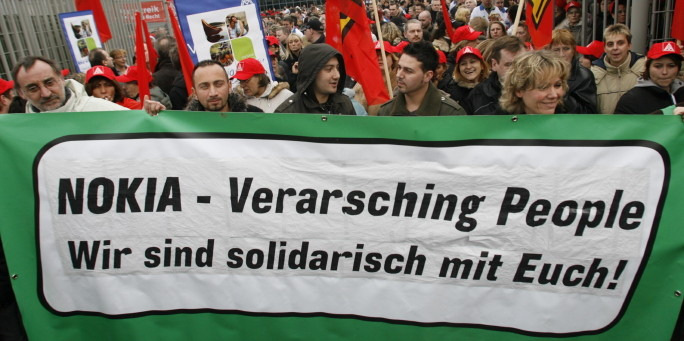 NOKIA - Verarsching People
Wir sind solidarisch mit Euch!